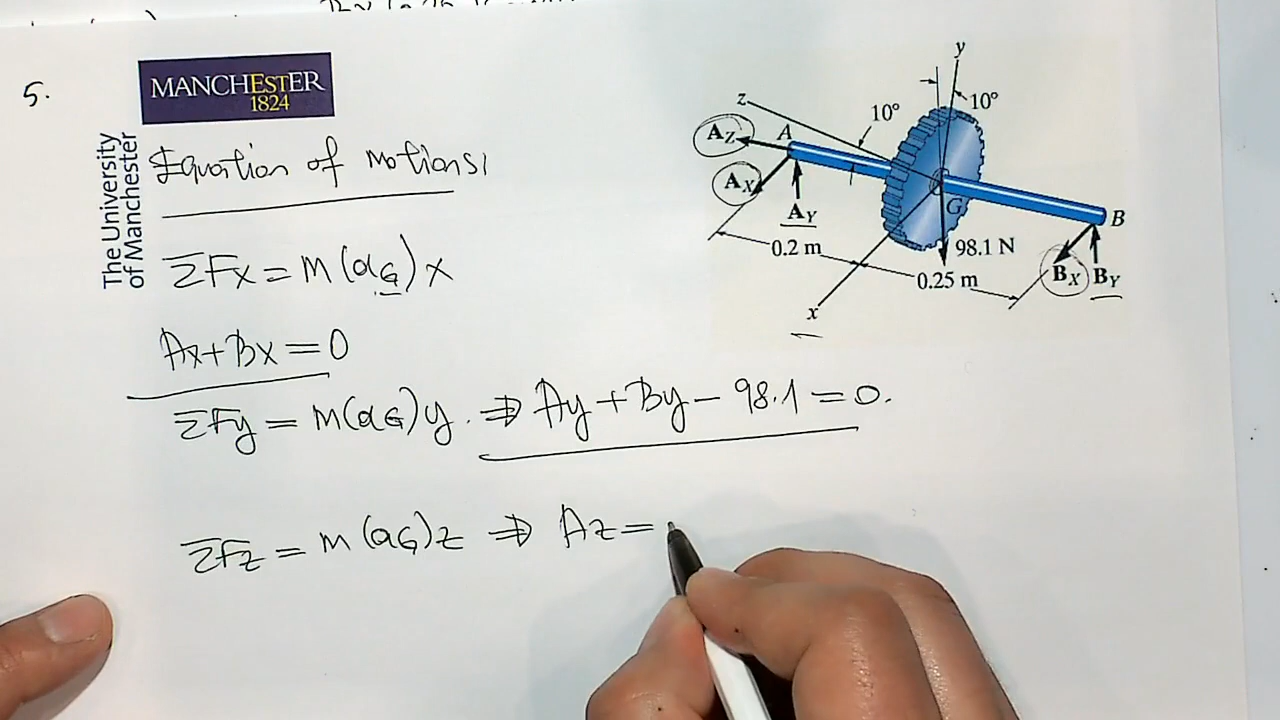 5.
MANCHESTER
1824
The University
of Manchester
Equation of Motions,
ΣFx = m(aG)x
Ax+Bx=0
ΣFy = m(aG)y. ⇒ Ay + By − 98.1 = 0.
ΣFz = m(aG)z ⇒ Az =
y
10°
z
10°
AZ
A
AX
AY
G
B
0.2 m
98.1 N
0.25 m
BX
BY
x